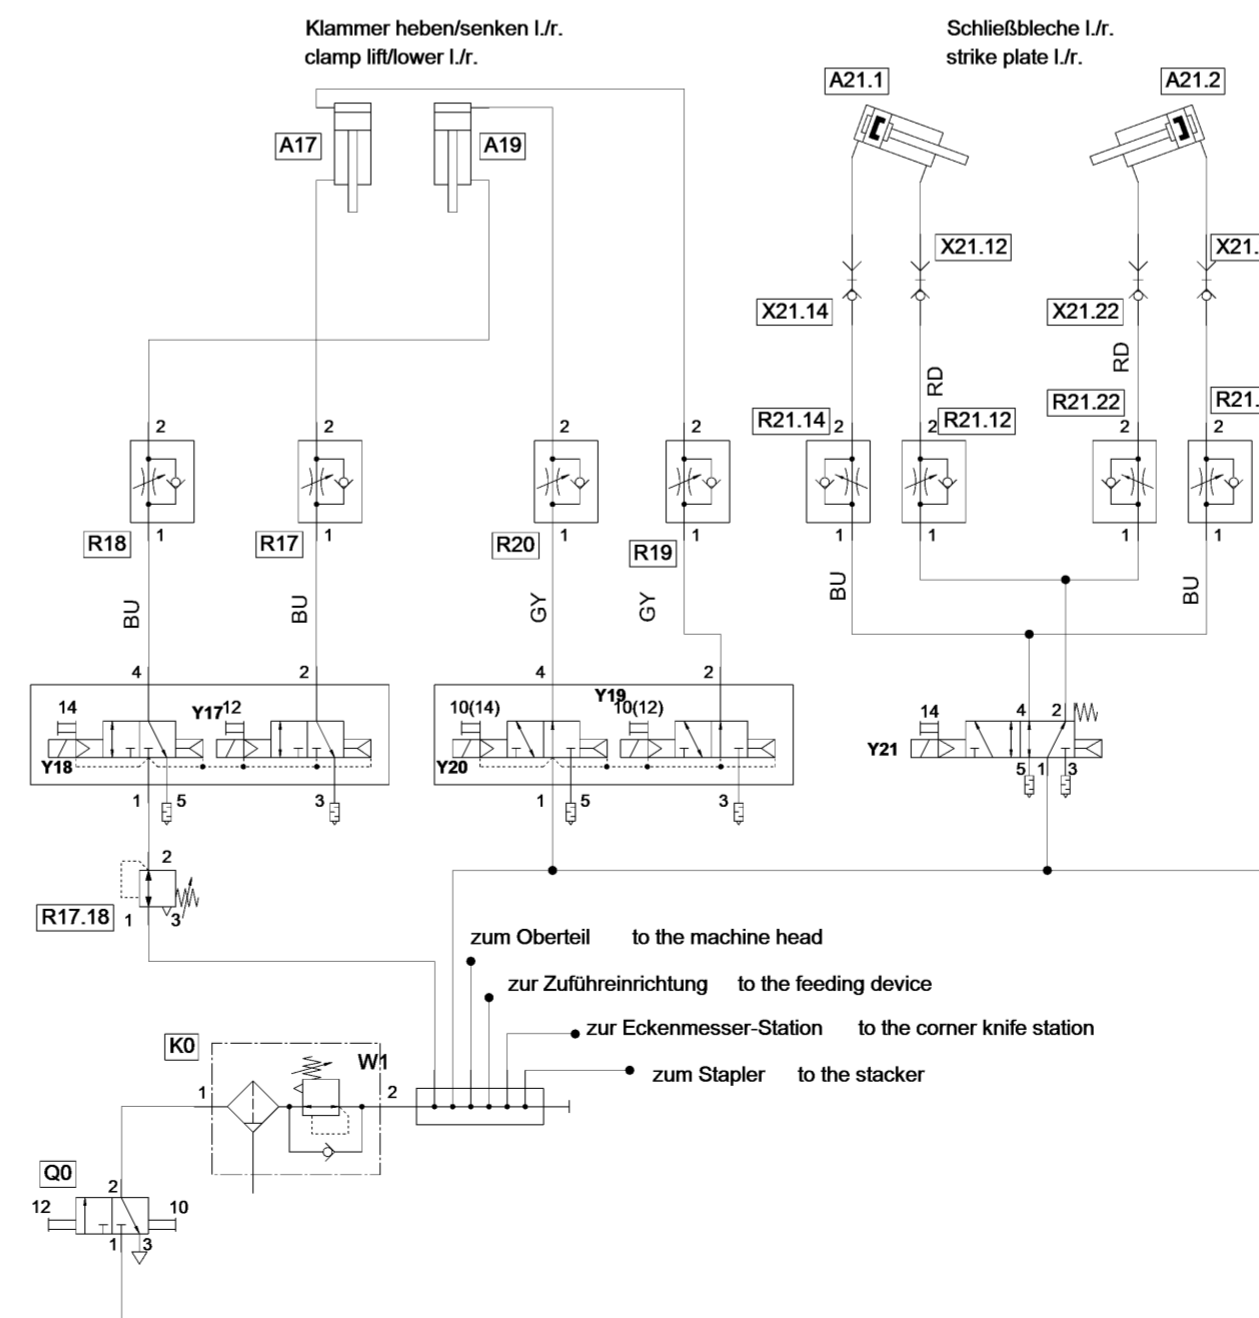 Klammer heben/senken l./r.
clamp lift/lower l./r.
Schließbleche l./r.
strike plate l./r.
A21.1
A21.2
A17
A19
X21.12
X21.
X21.14
X21.22
RD
RD
R21.22
R21.
R21.14
R21.12
2
2
2
2
2
2
2
2
1
1
1
1
1
1
1
1
R18
R17
R20
R19
BU
BU
GY
GY
BU
BU
4
2
4
2
14
Y17
12
10(14)
Y19
10(12)
14
4
2
Y18
Y20
Y21
5
1
3
1
5
3
1
5
3
2
R17.18
1
3
zum Oberteil to the machine head
zur Zuführeinrichtung to the feeding device
zur Eckenmesser-Station to the corner knife station
zum Stapler to the stacker
K0
W1
1
2
Q0
2
12
10
1
3